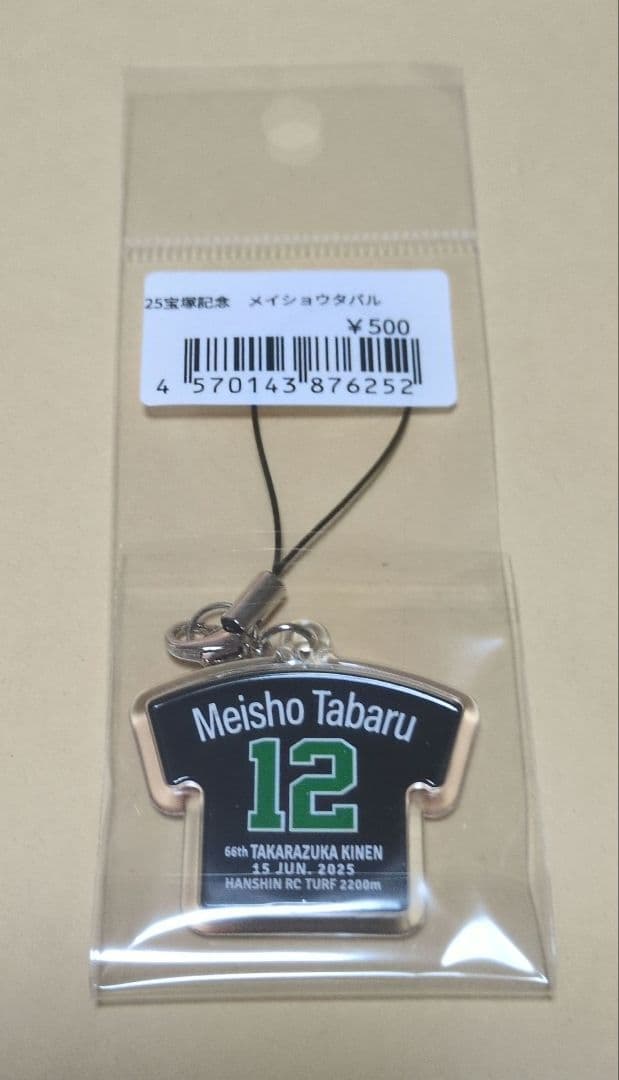 25宝塚記念　メイショウタバル
￥500
4 570143 876252
Meisho Tabaru
12
66th TAKARAZUKA KINEN
15 JUN. 2025
HANSHIN RC TURF 2200m